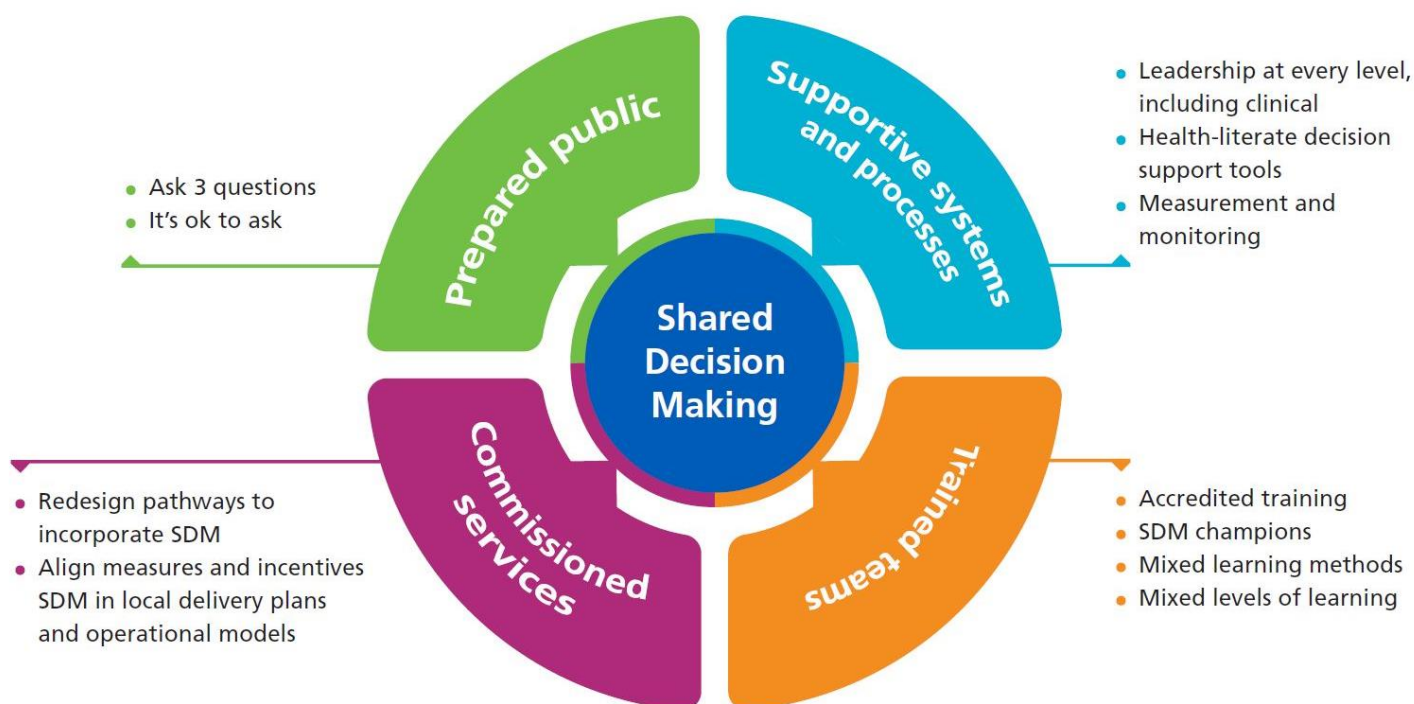 Prepared public
• Ask 3 questions
• It's ok to ask
Supportive systems
and processes
• Leadership at every level,
including clinical
• Health-literate decision
support tools
• Measurement and
monitoring
Shared
Decision
Making
Commissioned
services
• Redesign pathways to
incorporate SDM
• Align measures and incentives
SDM in local delivery plans
and operational models
Trained teams
• Accredited training
• SDM champions
• Mixed learning methods
• Mixed levels of learning